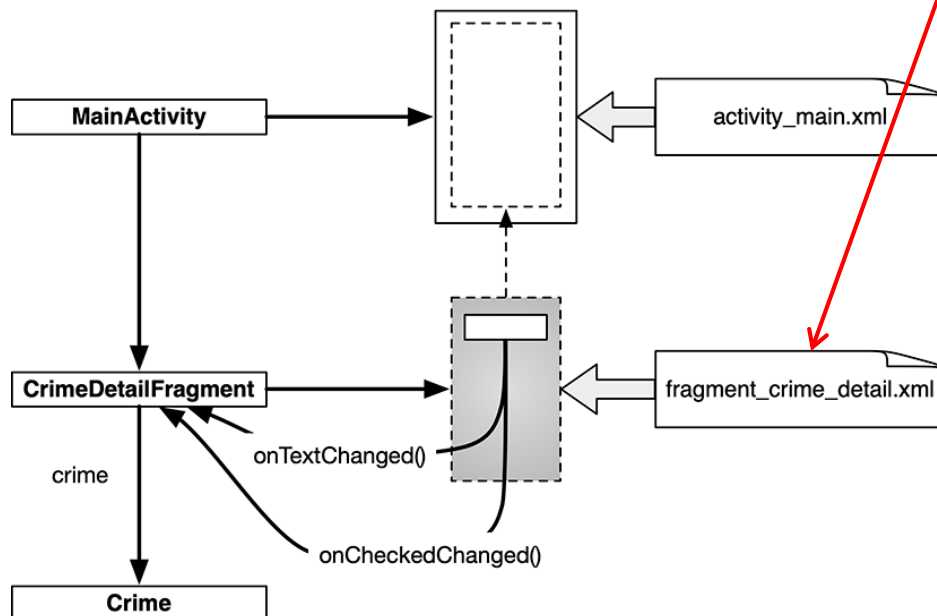 MainActivity
activity_main.xml
CrimeDetailFragment
fragment_crime_detail.xml
onTextChanged()
crime
onCheckedChanged()
Crime